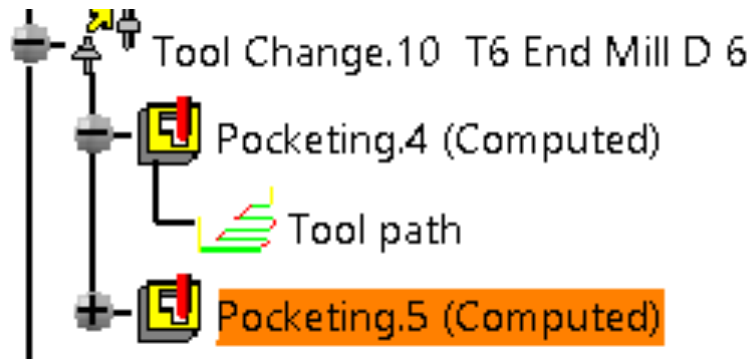 Tool Change.10 T6 End Mill D 6
Pocketing.4 (Computed)
Tool path
Pocketing.5 (Computed)